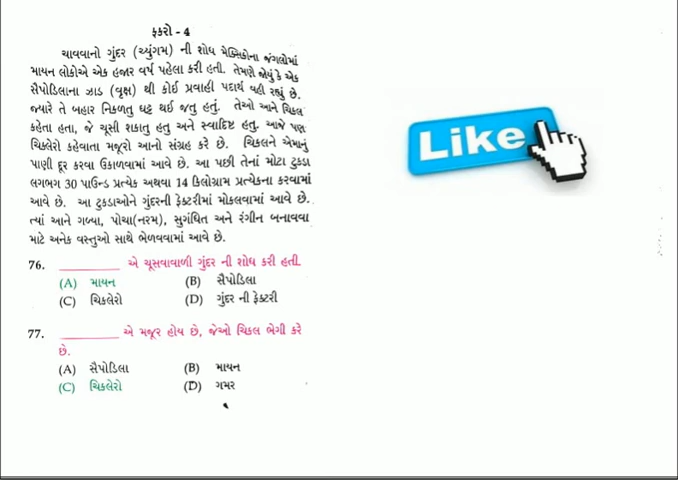 ફકરો - 4
ચાવવાનો ગુંદર (ચ્યુંગમ) ની શોધ મેક્સિકોના જંગલોમાં
માયન લોકોએ એક હજાર વર્ષ પહેલા કરી હતી. તેમણે જોયું કે એક
સૈપોડિલાના ઝાડ (વૃક્ષ) થી કોઈ પ્રવાહી પદાર્થ વહી રહ્યું છે.
જ્યારે તે બહાર નિકળતુ ઘટ્ટ થઈ જતુ હતું. તેઓ આને ચિકલ
કહેતા હતા, જે ચૂસી શકાતુ હતુ અને સ્વાદિષ્ટ હતુ. આજે પણ
ચિકલેરો કહેવાતા મજૂરો આનો સંગ્રહ કરે છે. ચિકલને એમાનું
પાણી દૂર કરવા ઉકાળવામાં આવે છે. આ પછી તેનાં મોટા ટુકડા
લગભગ 30 પાઉન્ડ પ્રત્યેક અથવા 14 કિલોગ્રામ પ્રત્યેકના કરવામાં
આવે છે. આ ટુકડાઓને ગુંદરની ફેક્ટરીમાં મોકલવામાં આવે છે.
ત્યાં આને ગળ્યા, પોચા(નરમ), સુગંધિત અને રંગીન બનાવવા
માટે અનેક વસ્તુઓ સાથે ભેળવવામાં આવે છે.
76. ________ એ ચૂસવાવાળી ગુંદર ની શોધ કરી હતી.
(A) માયન (B) સૈપોડિલા
(C) ચિકલેરો (D) ગુંદર ની ફેક્ટરી
77. ________ એ મજૂર હોય છે, જેઓ ચિકલ ભેગી કરે
છે.
(A) સૈપોડિલા (B) માયન
(C) ચિકલેરો (D) ગમર
Like